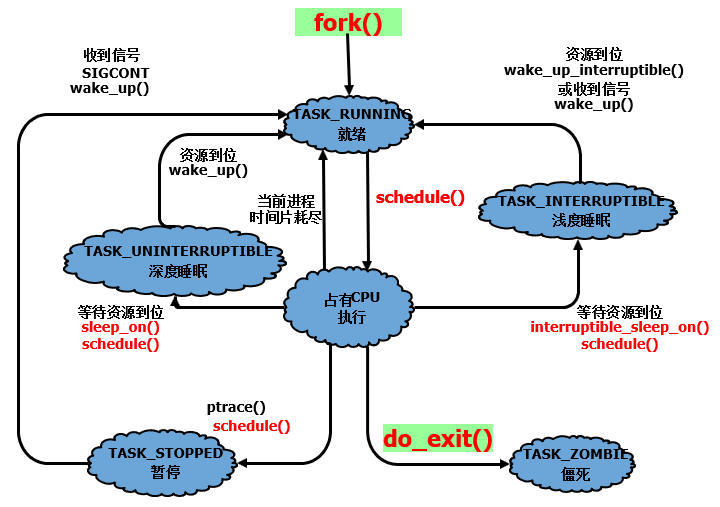 fork()
收到信号
SIGCONT
wake_up()
资源到位
wake_up_interruptible()
或收到信号
wake_up()
TASK_RUNNING
就绪
资源到位
wake_up()
当前进程
时间片耗尽
schedule()
TASK_INTERRUPTIBLE
浅度睡眠
TASK_UNINTERRUPTIBLE
深度睡眠
占有CPU
执行
等待资源到位
sleep_on()
schedule()
等待资源到位
interruptible_sleep_on()
schedule()
ptrace()
schedule()
do_exit()
TASK_STOPPED
暂停
TASK_ZOMBIE
僵死